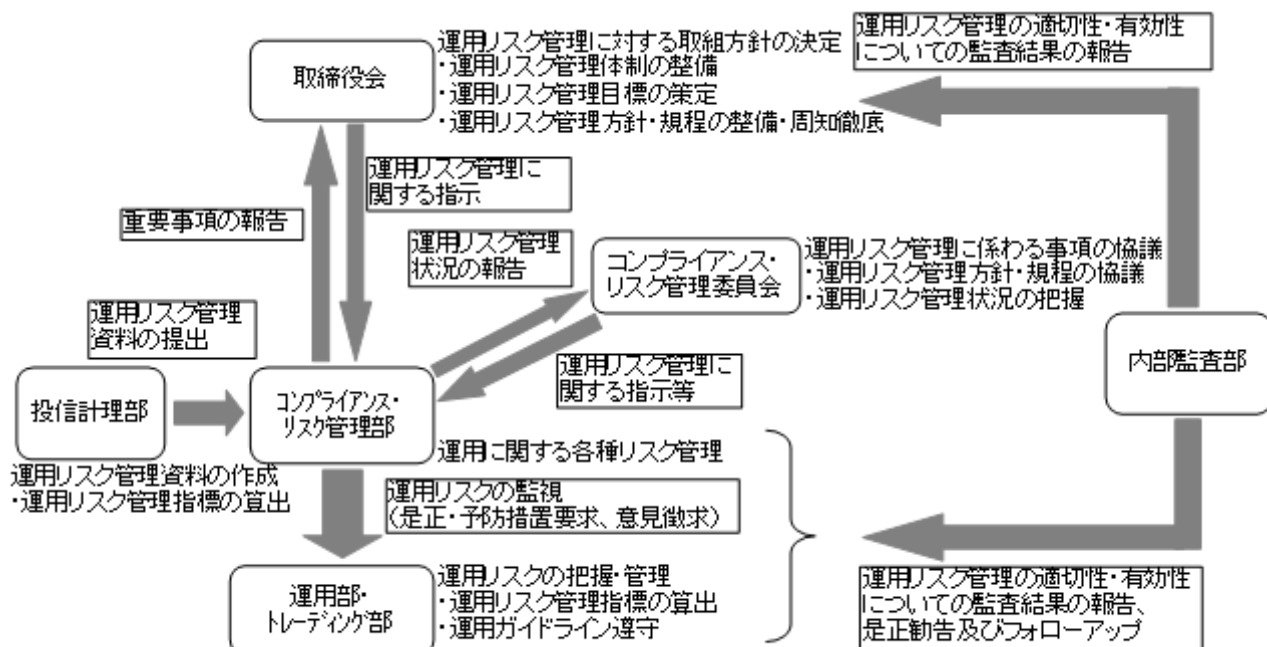 取締役会
運用リスク管理に対する取組方針の決定
・運用リスク管理体制の整備
・運用リスク管理目標の策定
・運用リスク管理方針・規程の整備・周知徹底
運用リスク管理の適切性・有効性
についての監査結果の報告
運用リスク管理に
関する指示
重要事項の報告
運用リスク管理
状況の報告
コンプライアンス・
リスク管理委員会
運用リスク管理に係わる事項の協議
・運用リスク管理方針・規程の協議
・運用リスク管理状況の把握
運用リスク管理
資料の提出
内部監査部
運用リスク管理に
関する指示等
投信計理部
コンプライアンス・
リスク管理部
運用に関する各種リスク管理
運用リスク管理資料の作成
・運用リスク管理指標の算出
運用リスクの監視
（是正・予防措置要求、意見徴求）
運用部・
トレーディング部
運用リスクの把握・管理
・運用リスク管理指標の算出
・運用ガイドライン遵守
運用リスク管理の適切性・有効性
についての監査結果の報告、
是正勧告及びフォローアップ